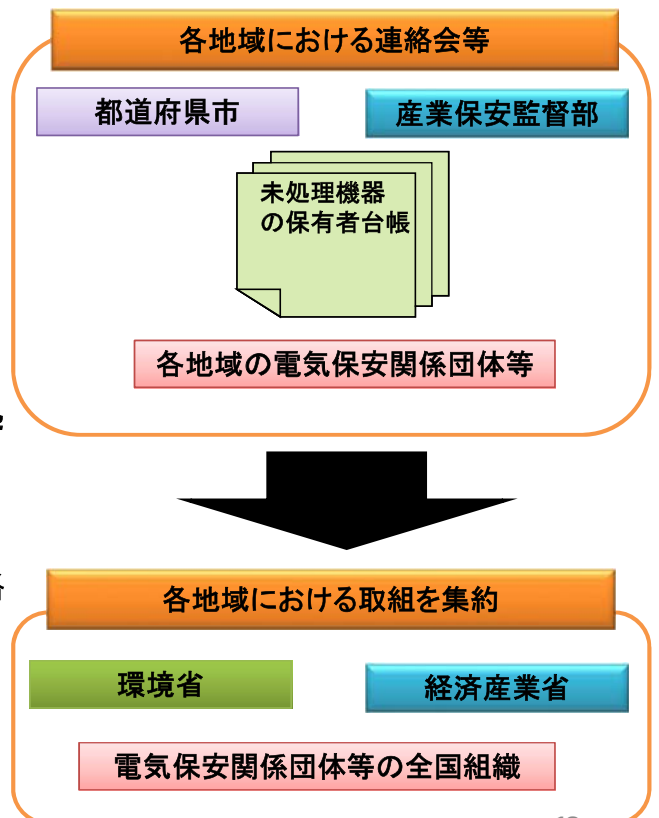 各地域における連絡会等
都道府県市
産業保安監督部
未処理機器
の保有者台帳
各地域の電気保安関係団体等
各地域における取組を集約
環境省
経済産業省
電気保安関係団体等の全国組織